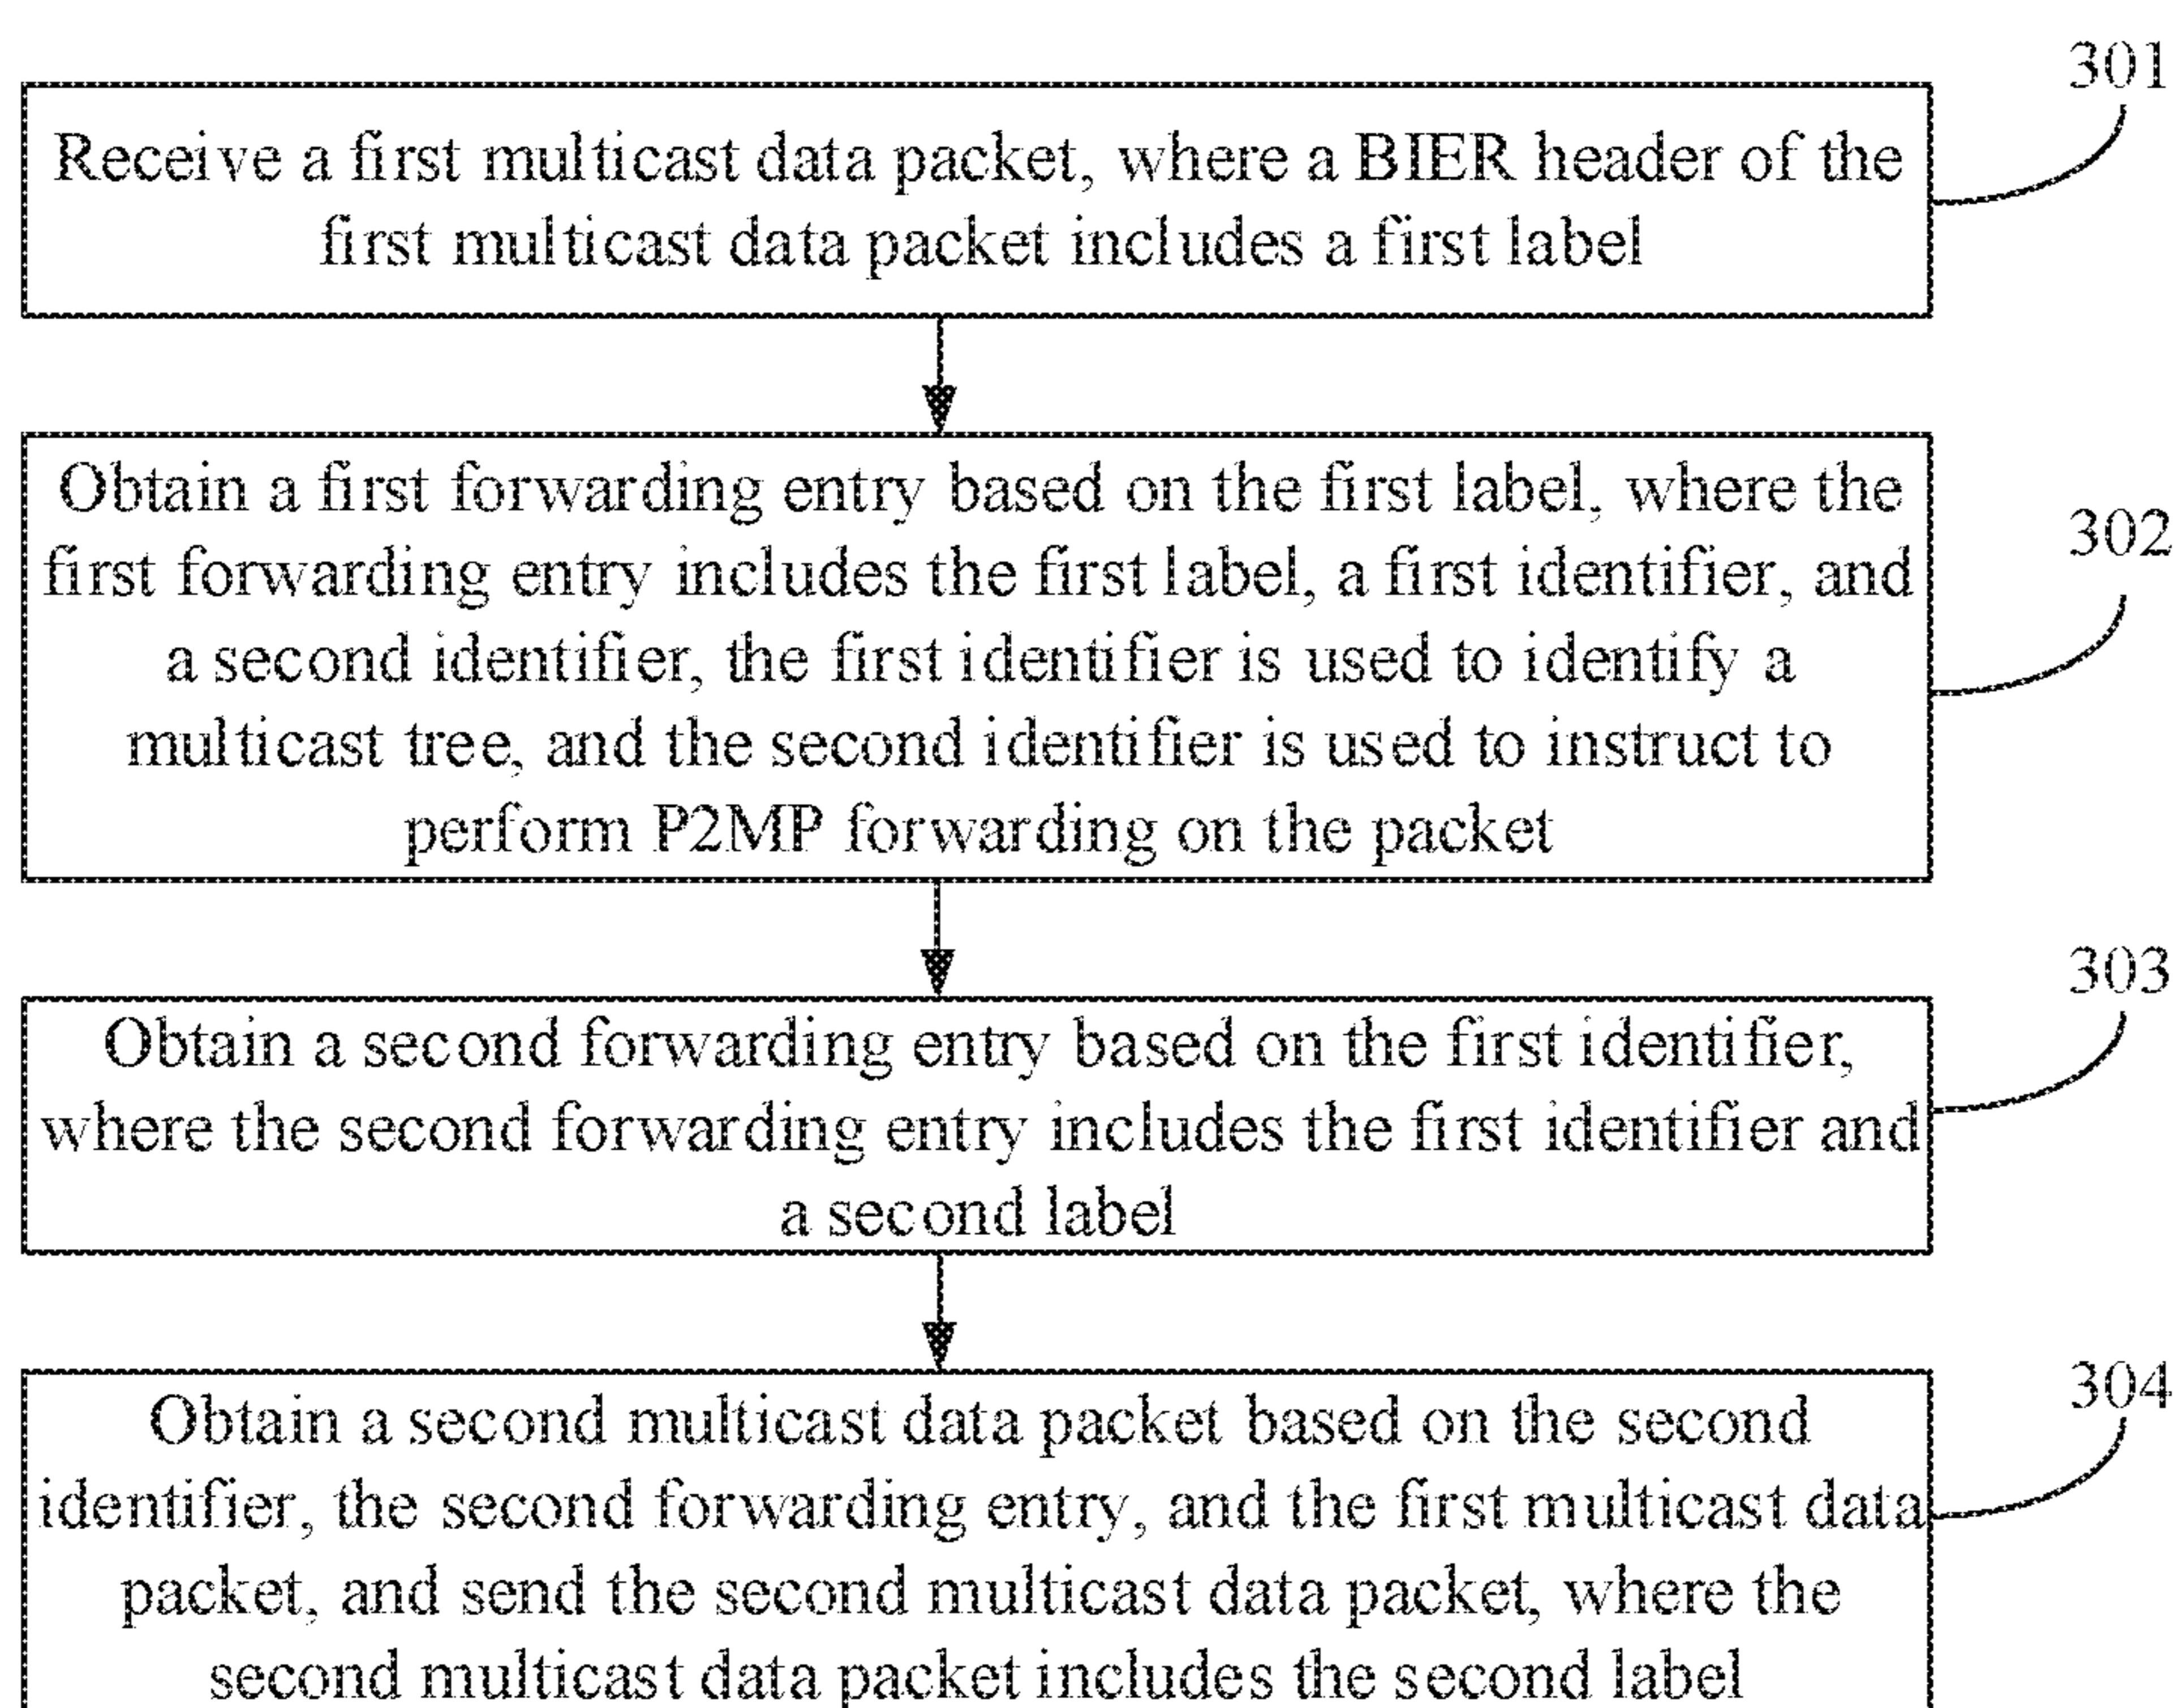 301
Receive a first multicast data packet, where a BIER header of the
first multicast data packet includes a first label
Obtain a first forwarding entry based on the first label, where the
302
first forwarding entry includes the first label, a first identifier, and
a second identifier, the first identifier is used to identify a
multicast tree, and the second identifier is used to instruct to
perform P2MP forwarding on the packet
303
Obtain a second forwarding entry based on the first identifier,
where the second forwarding entry includes the first identifier and
a second label
304
Obtain a second multicast data packet based on the second
identifier, the second forwarding entry, and the first multicast data
packet, and send the second multicast data packet, where the
second multicast data packet includes the second label